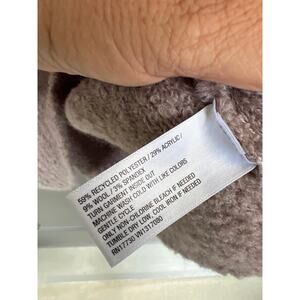 59% RECYCLED POLYESTER / 29% ACRYLIC /
9% WOOL / 3% SPANDEX
TURN GARMENT INSIDE OUT
MACHINE WASH COLD WITH LIKE COLORS
GENTLE CYCLE
ONLY NON-CHLORINE BLEACH IF NEEDED
TUMBLE DRY LOW, COOL IRON IF NEEDED
RN17730 VN1317080